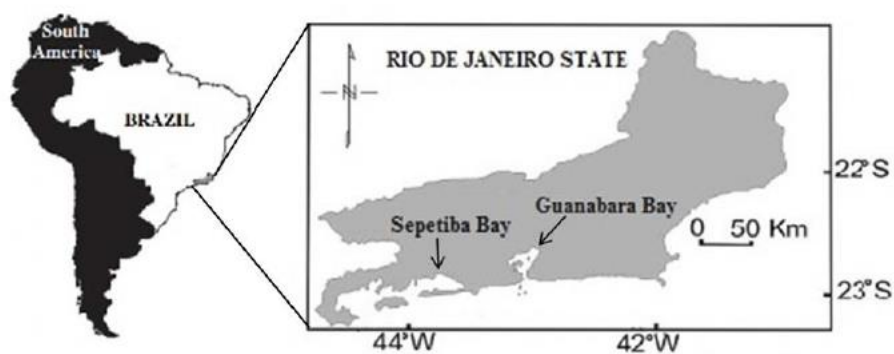 South
America
BRAZIL
RIO DE JANEIRO STATE
N
Guanabara Bay
Sepetiba Bay
0 50 Km
22°S
23°S
44°W
42°W